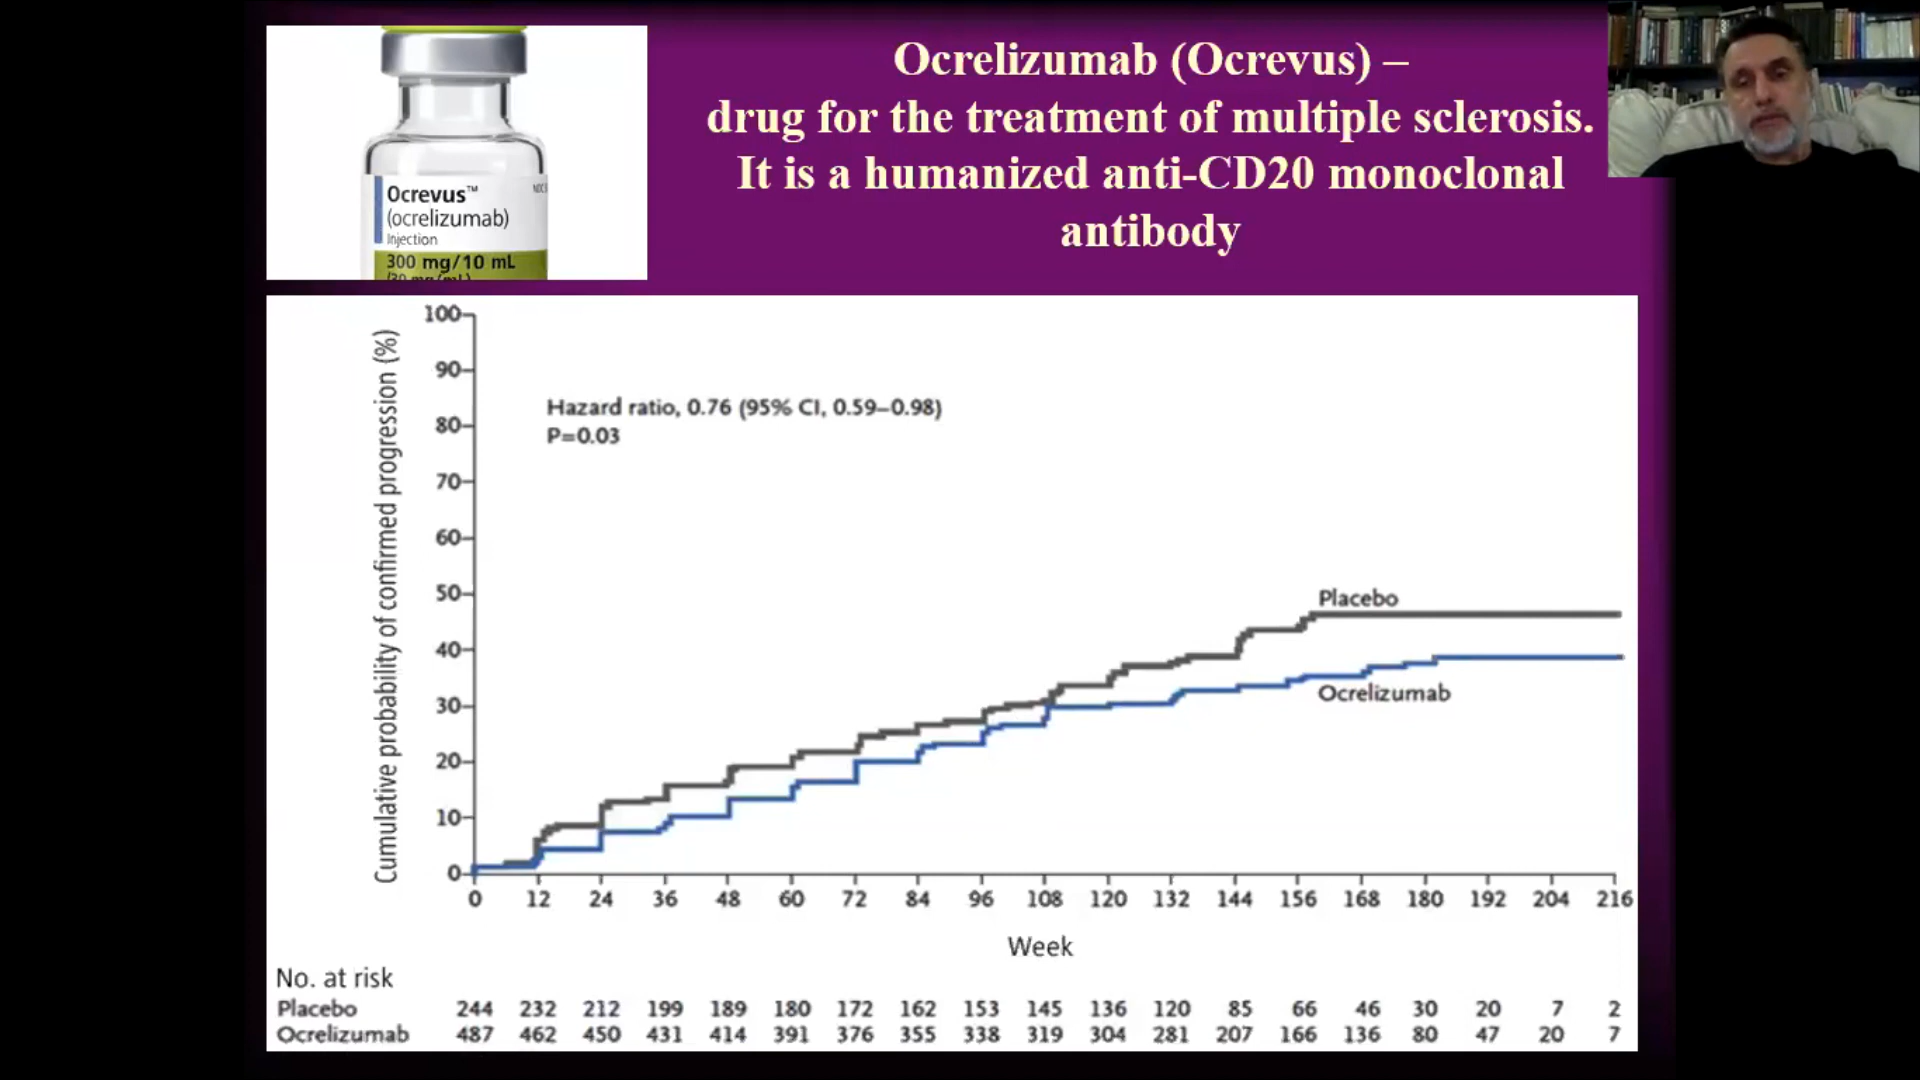 Ocrelizumab (Ocrevus) –
drug for the treatment of multiple sclerosis.
It is a humanized anti-CD20 monoclonal
antibody
Ocrevus™
(ocrelizumab)
Injection
300 mg/10 mL
Cumulative probability of confirmed progression (%)
100
90
80
70
60
50
40
30
20
10
0
Hazard ratio, 0.76 (95% CI, 0.59–0.98)
P=0.03
Placebo
Ocrelizumab
0 12 24 36 48 60 72 84 96 108 120 132 144 156 168 180 192 204 216
Week
No. at risk
Placebo 244 232 212 199 189 180 172 162 153 145 136 120 85 66 46 30 20 7 2
Ocrelizumab 487 462 450 431 414 391 376 355 338 319 304 281 207 166 136 80 47 20 7